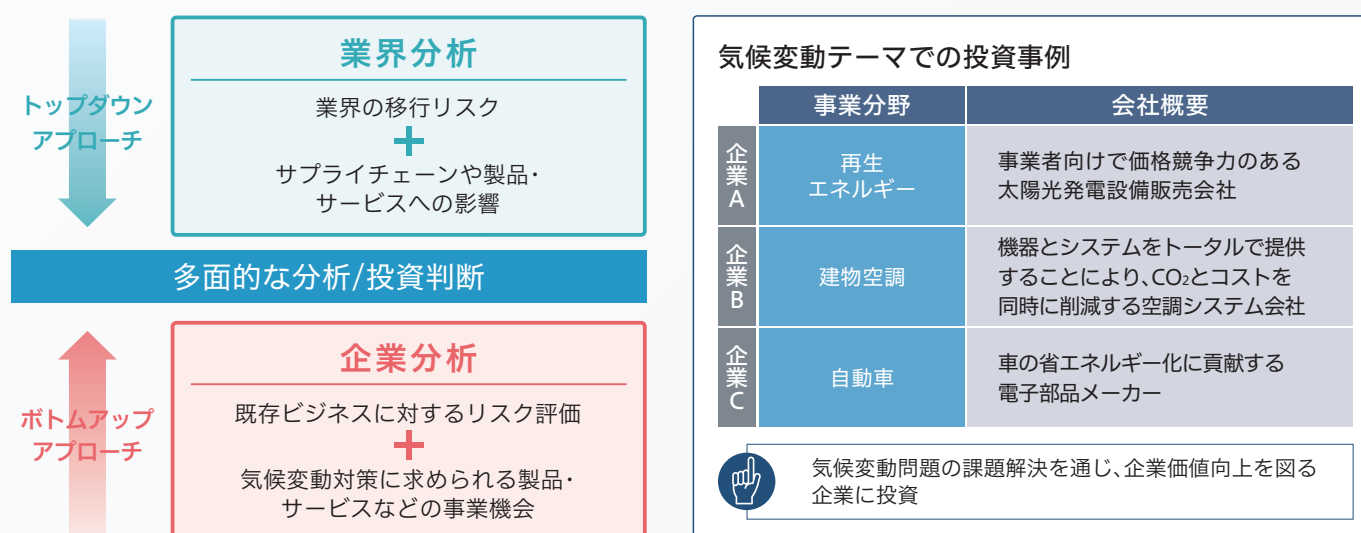 トップダウン
アプローチ
業界分析
業界の移行リスク
+
サプライチェーンや製品・
サービスへの影響
多面的な分析/投資判断
ボトムアップ
アプローチ
企業分析
既存ビジネスに対するリスク評価
+
気候変動対策に求められる製品・
サービスなどの事業機会
気候変動テーマでの投資事例
事業分野 会社概要
企業A
再生
エネルギー
事業者向けで価格競争力のある
太陽光発電設備販売会社
企業B
建物空調
機器とシステムをトータルで提供
することにより、CO₂とコストを
同時に削減する空調システム会社
企業C
自動車
車の省エネルギー化に貢献する
電子部品メーカー
気候変動問題の課題解決を通じ、企業価値向上を図る
企業に投資